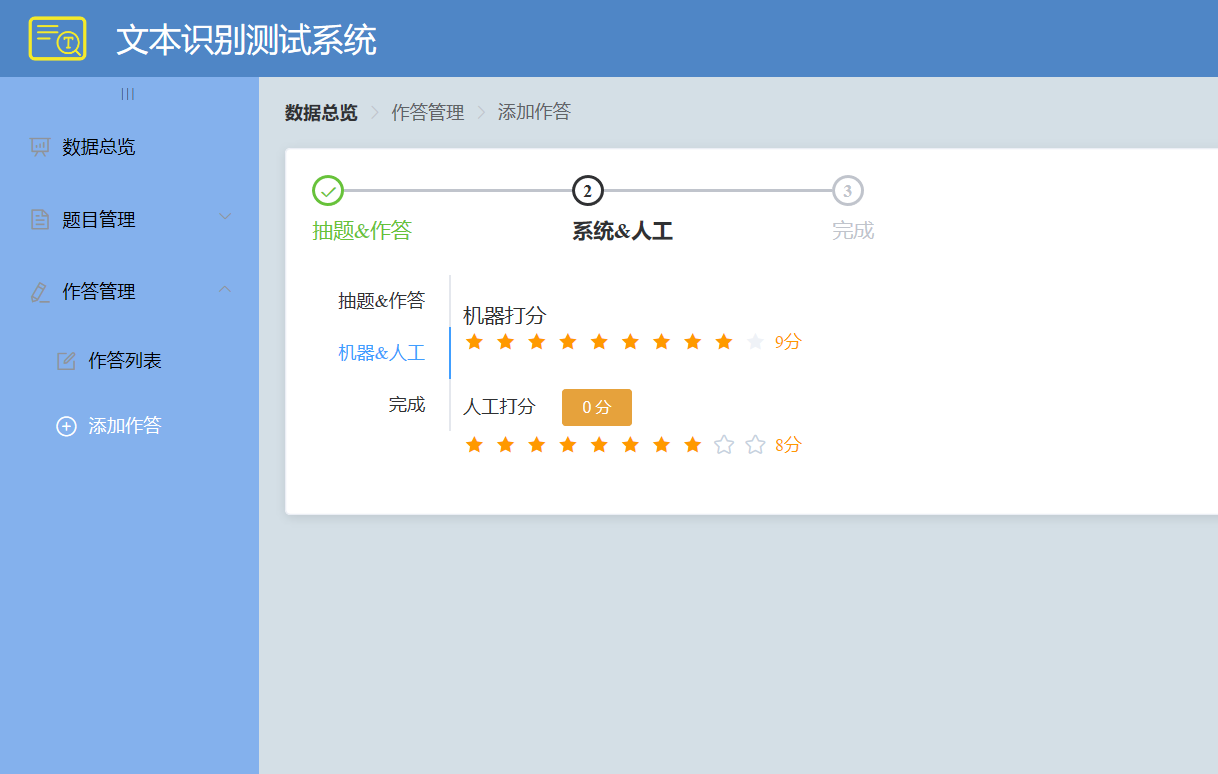 文本识别测试系统
数据总览
题目管理
作答管理
作答列表
添加作答
数据总览 作答管理 添加作答
2 3
抽题&作答 系统&人工 完成
抽题&作答
机器&人工
完成
机器打分
9分
人工打分 0 分
8分